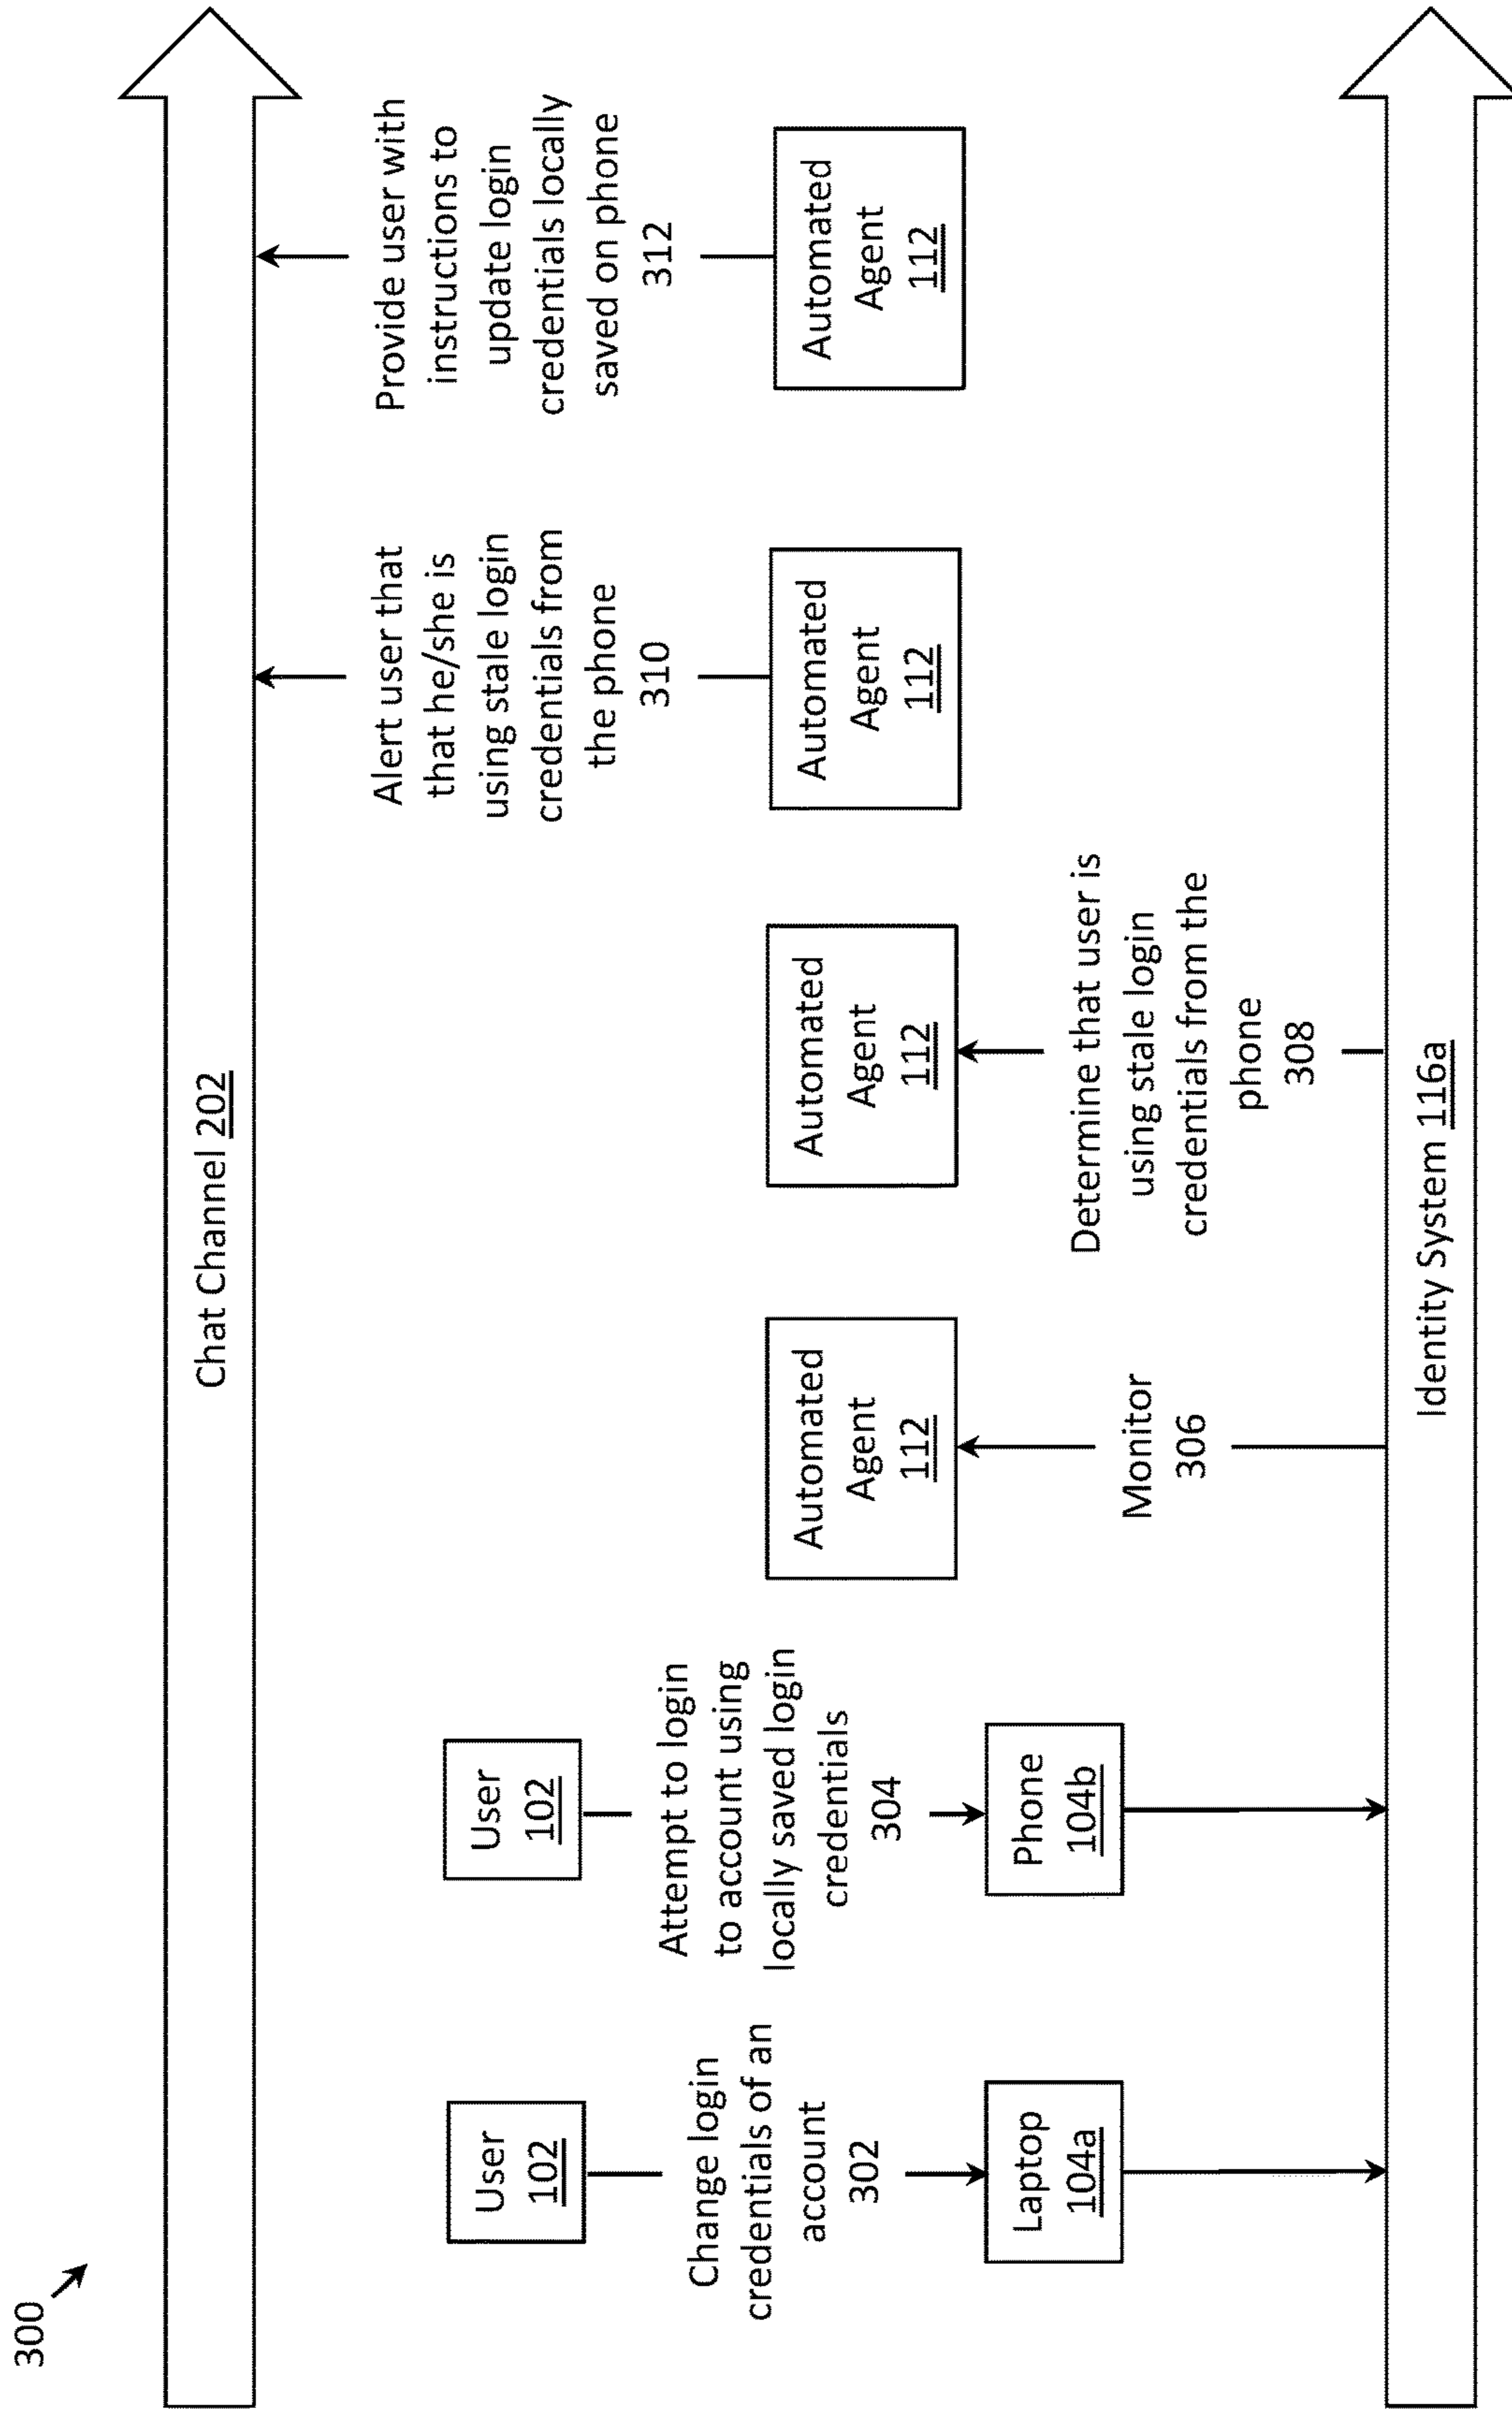 300
Chat Channel 202
User
102
Change login
credentials of an
account
302
Laptop
104a
User
102
Attempt to login
to account using
locally saved login
credentials
304
Phone
104b
Automated
Agent
112
Monitor
306
Automated
Agent
112
Determine that user is
using stale login
credentials from the
phone
308
Alert user that
that he/she is
using stale login
credentials from
the phone
310
Automated
Agent
112
Provide user with
instructions to
update login
credentials locally
saved on phone
312
Automated
Agent
112
Identity System 116a